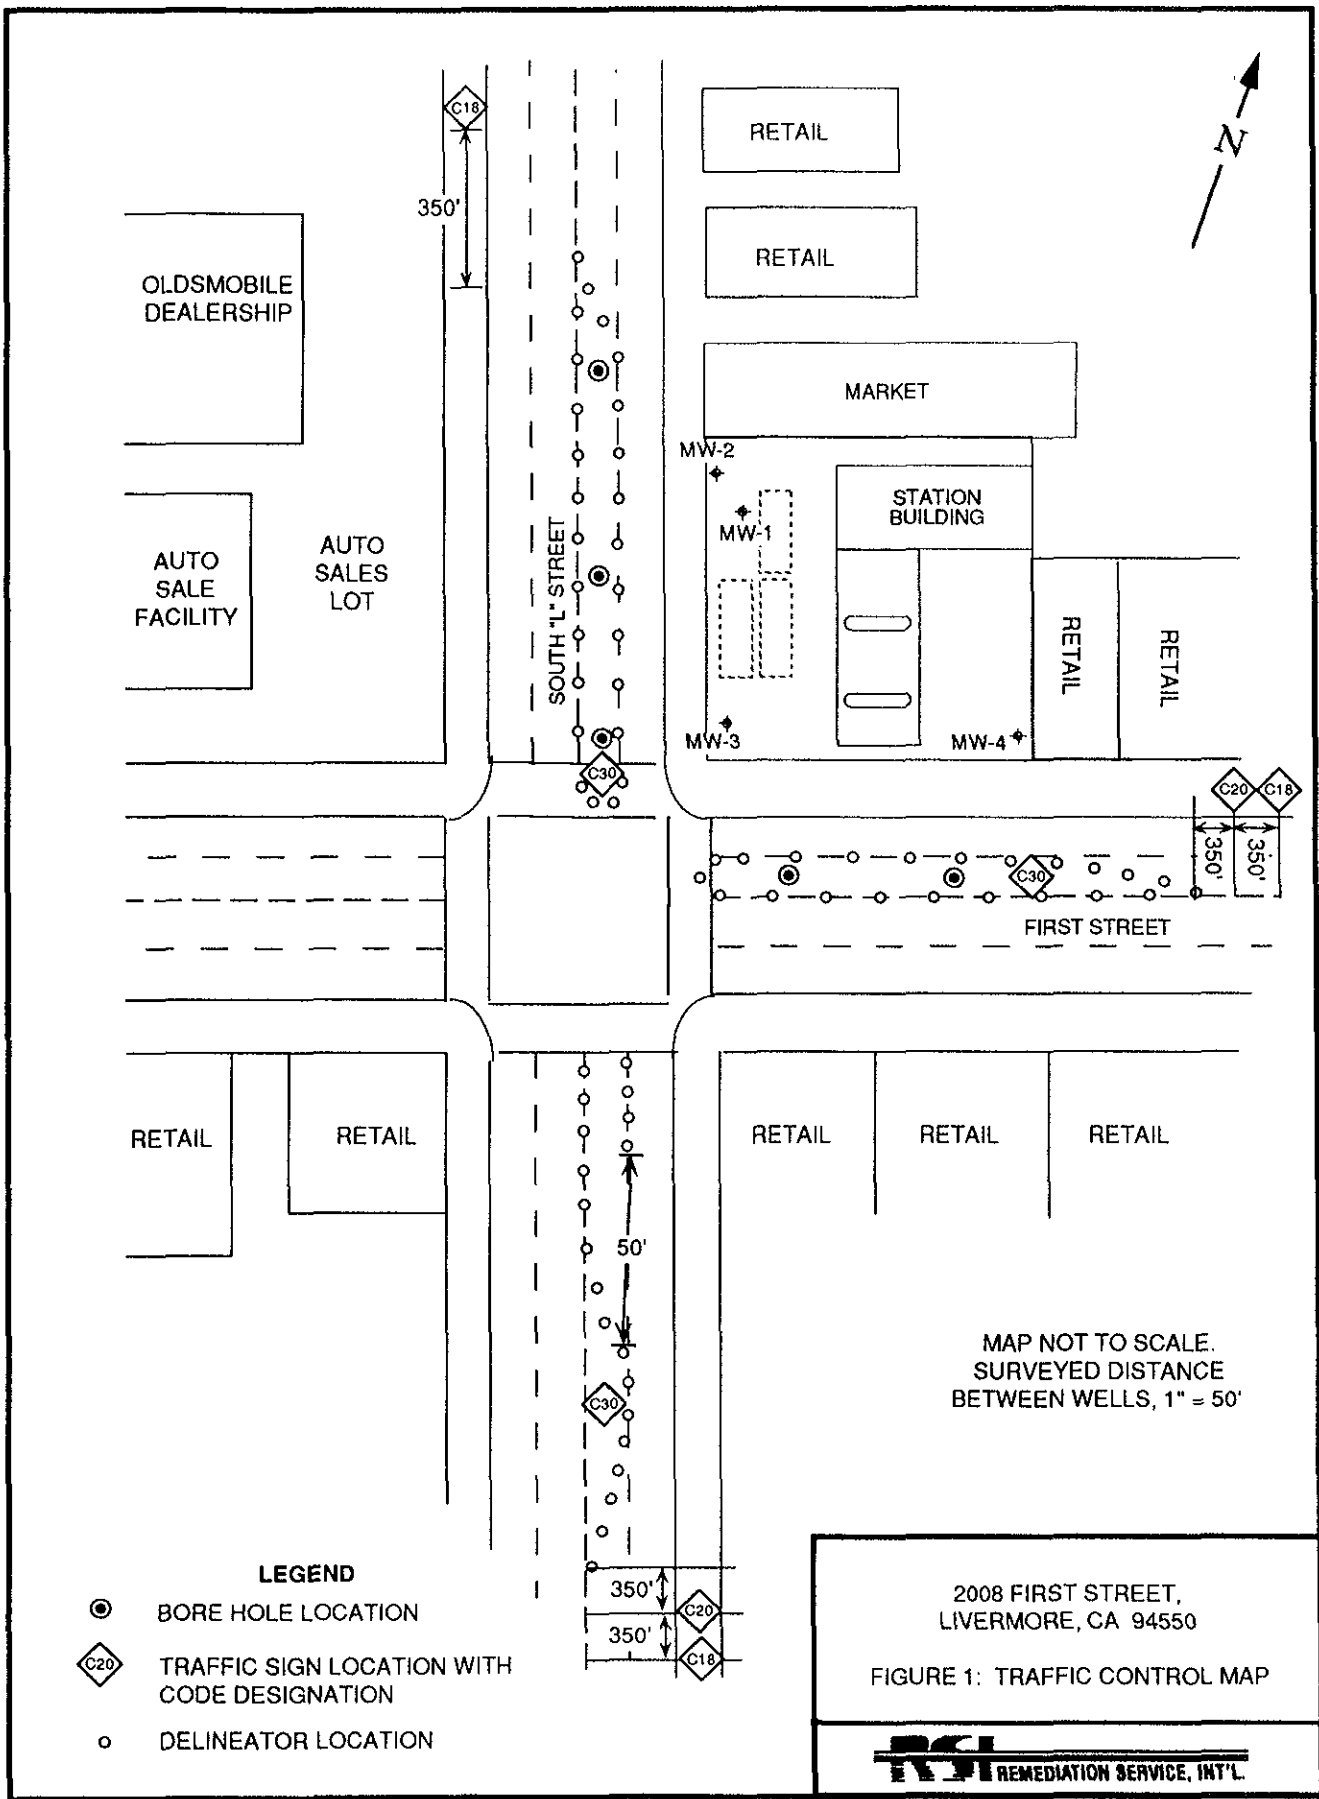 C18
350'
RETAIL
N
RETAIL
OLDSMOBILE
DEALERSHIP
MARKET
MW-2
STATION
BUILDING
MW-1
AUTO
SALE
FACILITY
AUTO
SALES
LOT
SOUTH "L" STREET
RETAIL
RETAIL
MW-3
MW-4
C30
C20
C18
350'
350'
C30
FIRST STREET
RETAIL
RETAIL
RETAIL
RETAIL
RETAIL
50'
MAP NOT TO SCALE.
SURVEYED DISTANCE
BETWEEN WELLS, 1" = 50'
C30
350'
C20
350'
C18
LEGEND
BORE HOLE LOCATION
C20
TRAFFIC SIGN LOCATION WITH
CODE DESIGNATION
DELINEATOR LOCATION
2008 FIRST STREET,
LIVERMORE, CA 94550
FIGURE 1: TRAFFIC CONTROL MAP
RSI
REMEDIATION SERVICE, INT'L.